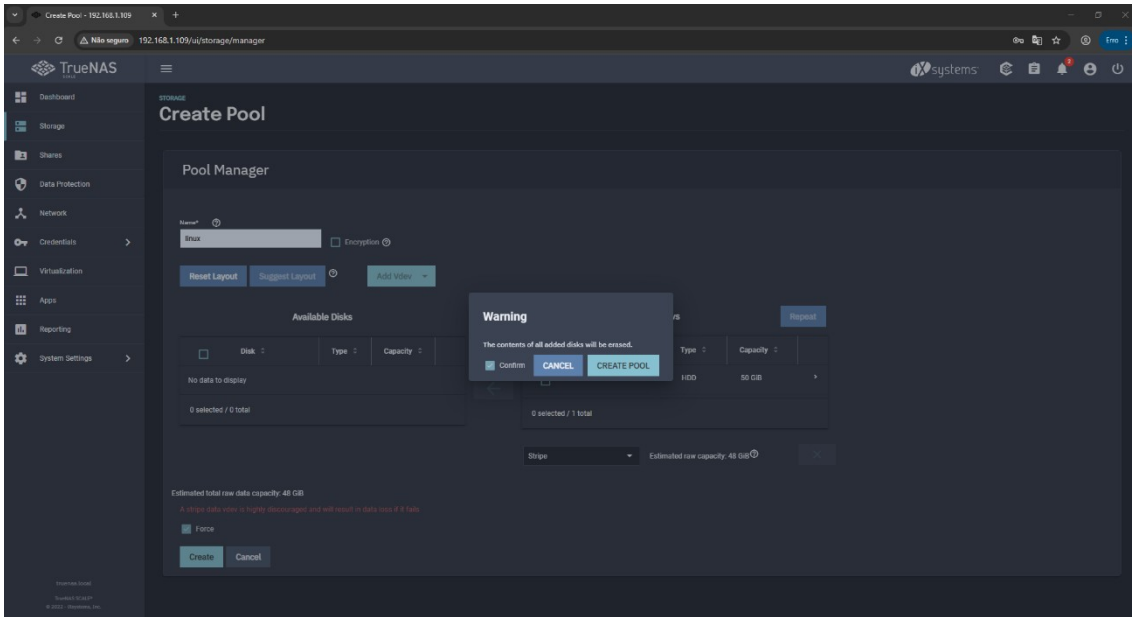 Create Pool - 192.168.1.109
Não seguro 192.168.1.109/ui/storage/manager
Erro
TrueNAS
SCALE
iXsystems
Dashboard
Storage
Shares
Data Protection
Network
Credentials
Virtualization
Apps
Reporting
System Settings
STORAGE
Create Pool
Pool Manager
Name*
linux
Encryption
Reset Layout
Suggest Layout
Add Vdev
Available Disks
Disk
Type
Capacity
No data to display
0 selected / 0 total
Repeat
Type
Capacity
HDD
50 GiB
0 selected / 1 total
Stripe
Estimated raw capacity: 48 GiB
Warning
The contents of all added disks will be erased.
Confirm
CANCEL
CREATE POOL
Estimated total raw data capacity: 48 GiB
A stripe data vdev is highly discouraged and will result in data loss if it fails
Force
Create
Cancel
TrueNAS SCALE®